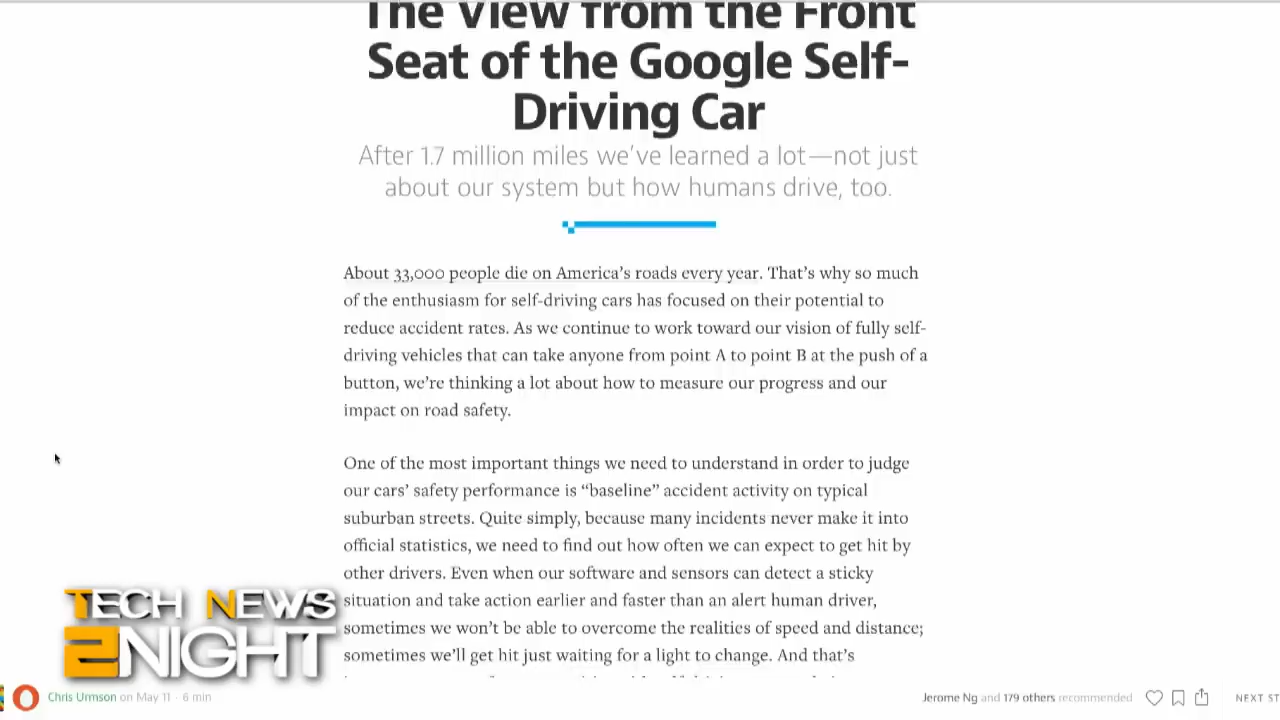 The View from the Front
Seat of the Google Self-
Driving Car
After 1.7 million miles we've learned a lot—not just
about our system but how humans drive, too.
About 33,000 people die on America's roads every year. That's why so much
of the enthusiasm for self-driving cars has focused on their potential to
reduce accident rates. As we continue to work toward our vision of fully self-
driving vehicles that can take anyone from point A to point B at the push of a
button, we're thinking a lot about how to measure our progress and our
impact on road safety.
One of the most important things we need to understand in order to judge
our cars' safety performance is “baseline” accident activity on typical
suburban streets. Quite simply, because many incidents never make it into
official statistics, we need to find out how often we can expect to get hit by
other drivers. Even when our software and sensors can detect a sticky
situation and take action earlier and faster than an alert human driver,
sometimes we won't be able to overcome the realities of speed and distance;
sometimes we'll get hit just waiting for a light to change. And that's
TECH NEWS
2NIGHT
Chris Urmson on May 11 · 6 min
Jerome Ng and 179 others recommended
NEXT ST